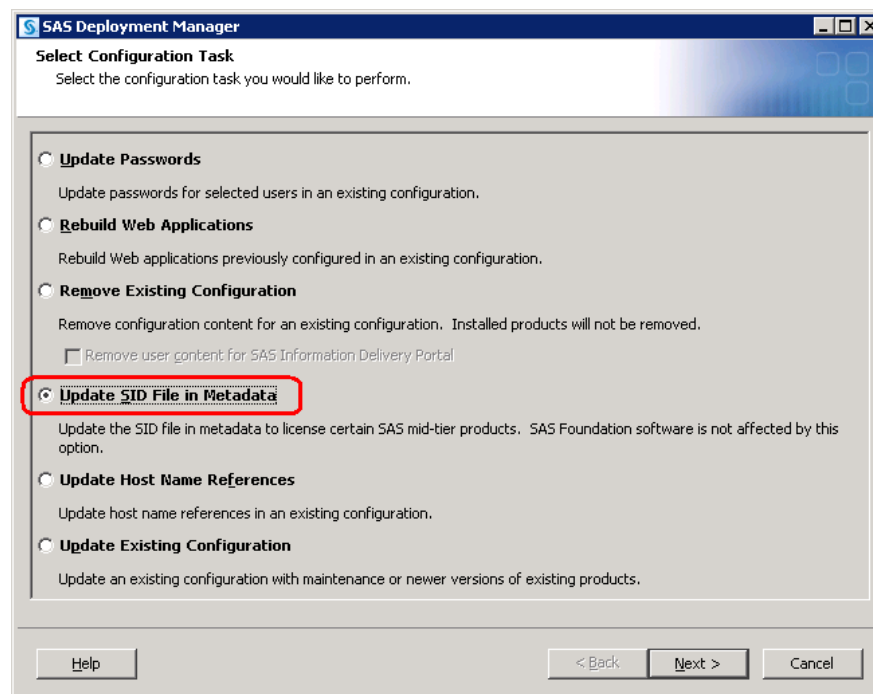 SAS Deployment Manager
Select Configuration Task
Select the configuration task you would like to perform.
Update Passwords
Update passwords for selected users in an existing configuration.
Rebuild Web Applications
Rebuild Web applications previously configured in an existing configuration.
Remove Existing Configuration
Remove configuration content for an existing configuration. Installed products will not be removed.
Remove user content for SAS Information Delivery Portal
Update SID File in Metadata
Update the SID file in metadata to license certain SAS mid-tier products. SAS Foundation software is not affected by this
option.
Update Host Name References
Update host name references in an existing configuration.
Update Existing Configuration
Update an existing configuration with maintenance or newer versions of existing products.
Help
< Back
Next >
Cancel